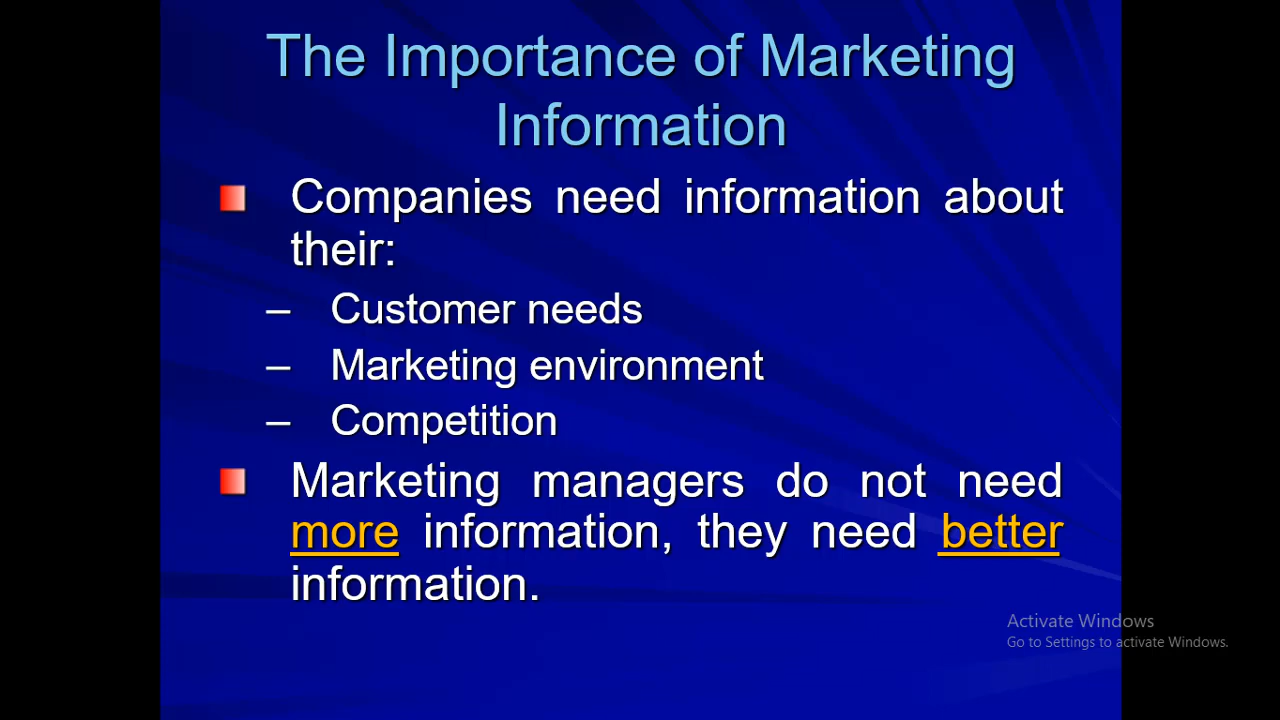 The Importance of Marketing
Information
Companies need information about
their:
– Customer needs
– Marketing environment
– Competition
Marketing managers do not need
more information, they need better
information.
Activate Windows
Go to Settings to activate Windows.